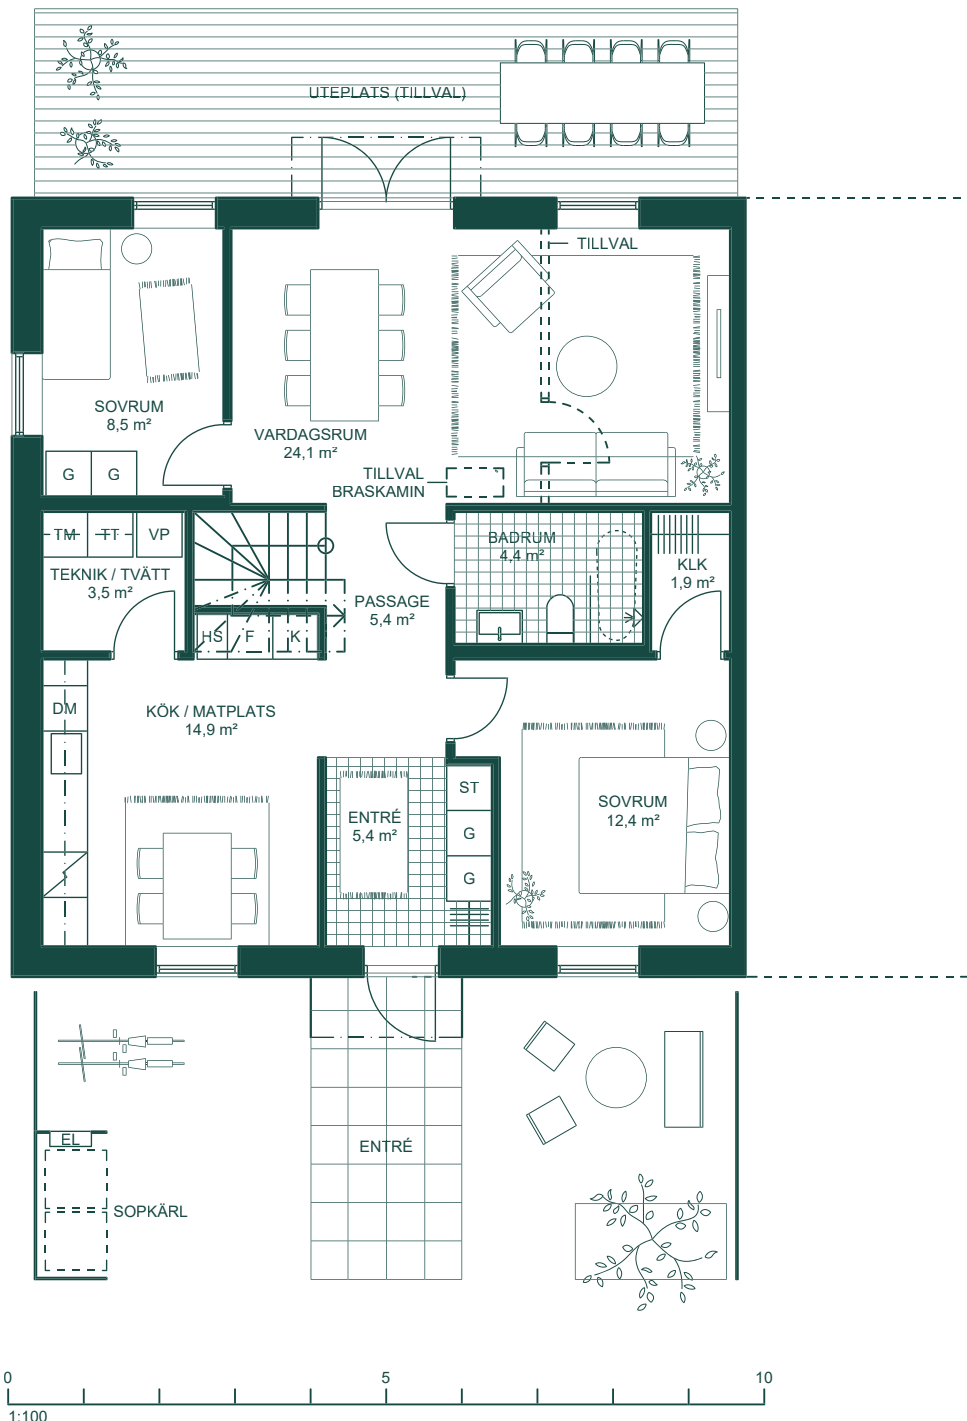 UTEPLATS (TILLVAL)
TILLVAL
SOVRUM
8,5 m²
VARDAGSRUM
24,1 m²
G
G
TILLVAL
BRASKAMIN
TM
TT
VP
TEKNIK / TVÄTT
3,5 m²
BADRUM
4,4 m²
KLK
1,9 m²
PASSAGE
5,4 m²
HS
F
K
DM
KÖK / MATPLATS
14,9 m²
ST
G
G
ENTRÉ
5,4 m²
SOVRUM
12,4 m²
EL
ENTRÉ
SOPKÄRL
0
5
10
1:100